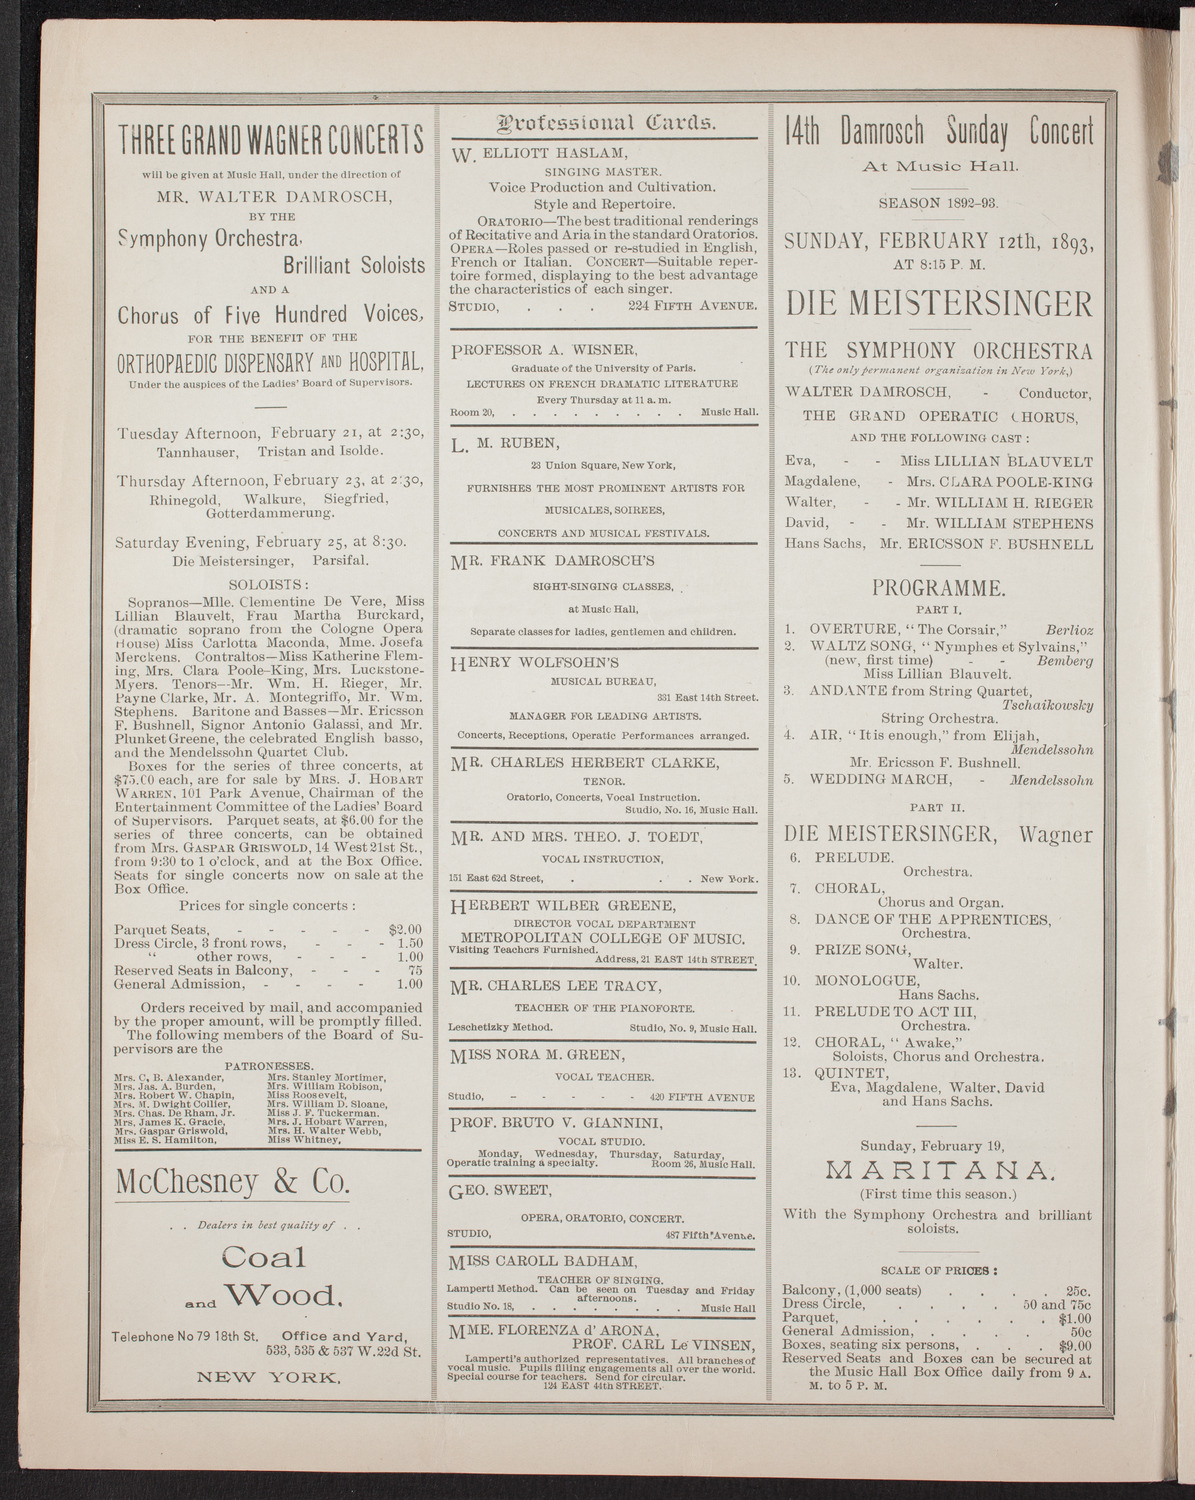 THREE GRAND WAGNER CONCERTS
will be given at Music Hall, under the direction of
MR. WALTER DAMROSCH,
BY THE
Symphony Orchestra,
Brilliant Soloists
AND A
Chorus of Five Hundred Voices,
FOR THE BENEFIT OF THE
ORTHOPAEDIC DISPENSARY AND HOSPITAL,
Under the auspices of the Ladies' Board of Supervisors.
Tuesday Afternoon, February 21, at 2:30,
Tannhauser, Tristan and Isolde.
Thursday Afternoon, February 23, at 2:30,
Rhinegold, Walkure, Siegfried,
Gotterdammerung.
Saturday Evening, February 25, at 8:30.
Die Meistersinger, Parsifal.
SOLOISTS:
Sopranos—Mlle. Clementine De Vere, Miss
Lillian Blauvelt, Frau Martha Burckard,
(dramatic soprano from the Cologne Opera
House) Miss Carlotta Maconda, Mme. Josefa
Merckens. Contraltos—Miss Katherine Flem-
ing, Mrs. Clara Poole-King, Mrs. Luckstone-
Myers. Tenors—Mr. Wm. H. Rieger, Mr.
Payne Clarke, Mr. A. Montegriffo, Mr. Wm.
Stephens. Baritone and Basses—Mr. Ericsson
F. Bushnell, Signor Antonio Galassi, and Mr.
Plunket Greene, the celebrated English basso,
and the Mendelssohn Quartet Club.
Boxes for the series of three concerts, at
$75.00 each, are for sale by MRS. J. HOBART
WARREN, 101 Park Avenue, Chairman of the
Entertainment Committee of the Ladies' Board
of Supervisors. Parquet seats, at $6.00 for the
series of three concerts, can be obtained
from Mrs. GASPAR GRISWOLD, 14 West 21st St.,
from 9:30 to 1 o'clock, and at the Box Office.
Seats for single concerts now on sale at the
Box Office.
Prices for single concerts:
Parquet Seats, - - - - - $2.00
Dress Circle, 3 front rows, - - - 1.50
" other rows, - - - 1.00
Reserved Seats in Balcony, - - - 75
General Admission, - - - - 1.00
Orders received by mail, and accompanied
by the proper amount, will be promptly filled.
The following members of the Board of Su-
pervisors are the
PATRONESSES.
Mrs. C. B. Alexander, Mrs. Stanley Mortimer,
Mrs. Jas. A. Burden, Mrs. William Robison,
Mrs. Robert W. Chapin, Miss Roosevelt,
Mrs. M. Dwight Collier, Mrs. William D. Sloane,
Mrs. Chas. De Rham, Jr. Miss J. F. Tuckerman.
Mrs. James K. Gracie, Mrs. J. Hobart Warren,
Mrs. Gaspar Griswold, Mrs. H. Walter Webb,
Miss E. S. Hamilton, Miss Whitney.
McChesney & Co.
. . Dealers in best quality of . .
Coal
and Wood.
Telephone No 79 18th St. Office and Yard,
533, 535 & 537 W. 22d St.
NEW YORK.
Professional Cards.
W. ELLIOTT HASLAM,
SINGING MASTER.
Voice Production and Cultivation.
Style and Repertoire.
ORATORIO—The best traditional renderings
of Recitative and Aria in the standard Oratorios.
OPERA—Roles passed or re-studied in English,
French or Italian. CONCERT—Suitable reper-
toire formed, displaying to the best advantage
the characteristics of each singer.
STUDIO, . . . 224 FIFTH AVENUE.
PROFESSOR A. WISNER,
Graduate of the University of Paris.
LECTURES ON FRENCH DRAMATIC LITERATURE
Every Thursday at 11 a. m.
Room 20, . . . . . . . . . Music Hall.
L. M. RUBEN,
23 Union Square, New York,
FURNISHES THE MOST PROMINENT ARTISTS FOR
MUSICALES, SOIREES,
CONCERTS AND MUSICAL FESTIVALS.
MR. FRANK DAMROSCH'S
SIGHT-SINGING CLASSES,
at Music Hall,
Separate classes for ladies, gentlemen and children.
HENRY WOLFSOHN'S
MUSICAL BUREAU,
331 East 14th Street.
MANAGER FOR LEADING ARTISTS.
Concerts, Receptions, Operatic Performances arranged.
MR. CHARLES HERBERT CLARKE,
TENOR.
Oratorio, Concerts, Vocal Instruction.
Studio, No. 16, Music Hall.
MR. AND MRS. THEO. J. TOEDT,
VOCAL INSTRUCTION,
151 East 62d Street, . . . New York.
HERBERT WILBER GREENE,
DIRECTOR VOCAL DEPARTMENT
METROPOLITAN COLLEGE OF MUSIC.
Visiting Teachers Furnished.
Address, 21 EAST 14th STREET.
MR. CHARLES LEE TRACY,
TEACHER OF THE PIANOFORTE.
Leschetizky Method. Studio, No. 9, Music Hall.
MISS NORA M. GREEN,
VOCAL TEACHER.
Studio, - - - - - 420 FIFTH AVENUE
PROF. BRUTO V. GIANNINI,
VOCAL STUDIO.
Monday, Wednesday, Thursday, Saturday,
Operatic training a specialty. Room 26, Music Hall.
GEO. SWEET,
OPERA, ORATORIO, CONCERT.
STUDIO, 487 Fifth Avenue.
MISS CAROLL BADHAM,
TEACHER OF SINGING.
Lamperti Method. Can be seen on Tuesday and Friday
afternoons.
Studio No. 18, . . . . . . . . Music Hall
MME. FLORENZA d'ARONA,
PROF. CARL Le VINSEN,
Lamperti's authorized representatives. All branches of
vocal music. Pupils filling engagements all over the world.
Special course for teachers. Send for circular.
124 EAST 44th STREET.
14th Damrosch Sunday Concert
At Music Hall.
SEASON 1892-93.
SUNDAY, FEBRUARY 12th, 1893,
AT 8:15 P. M.
DIE MEISTERSINGER
THE SYMPHONY ORCHESTRA
(The only permanent organization in New York,)
WALTER DAMROSCH, - Conductor,
THE GRAND OPERATIC CHORUS,
AND THE FOLLOWING CAST:
Eva, - - Miss LILLIAN BLAUVELT
Magdalene, - Mrs. CLARA POOLE-KING
Walter, - - Mr. WILLIAM H. RIEGER
David, - - Mr. WILLIAM STEPHENS
Hans Sachs, Mr. ERICSSON F. BUSHNELL
PROGRAMME.
PART I.
1. OVERTURE, "The Corsair," Berlioz
2. WALTZ SONG, "Nymphes et Sylvains,"
(new, first time) - - Bemberg
Miss Lillian Blauvelt.
3. ANDANTE from String Quartet,
Tschaikowsky
String Orchestra.
4. AIR, "It is enough," from Elijah,
Mendelssohn
Mr. Ericsson F. Bushnell.
5. WEDDING MARCH, - Mendelssohn
PART II.
DIE MEISTERSINGER, Wagner
6. PRELUDE.
Orchestra.
7. CHORAL,
Chorus and Organ.
8. DANCE OF THE APPRENTICES,
Orchestra.
9. PRIZE SONG,
Walter.
10. MONOLOGUE,
Hans Sachs.
11. PRELUDE TO ACT III,
Orchestra.
12. CHORAL, "Awake,"
Soloists, Chorus and Orchestra.
13. QUINTET,
Eva, Magdalene, Walter, David
and Hans Sachs.
Sunday, February 19,
MARITANA.
(First time this season.)
With the Symphony Orchestra and brilliant
soloists.
SCALE OF PRICES:
Balcony, (1,000 seats) . . . . 25c.
Dress Circle, . . . . 50 and 75c
Parquet, . . . . . . $1.00
General Admission, . . . . 50c
Boxes, seating six persons, . . . $9.00
Reserved Seats and Boxes can be secured at
the Music Hall Box Office daily from 9 A.
M. to 5 P. M.